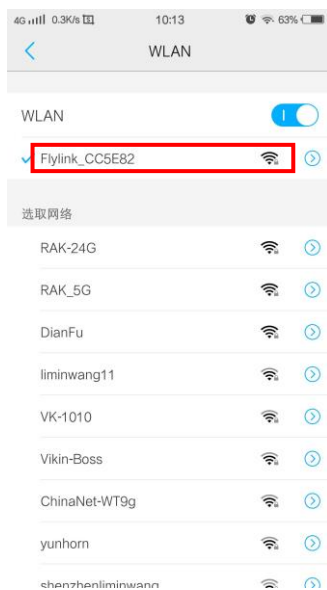 4G 0.3K/s 10:13 63%
WLAN
WLAN
Flylink_CC5E82
选取网络
RAK-24G
RAK_5G
DianFu
liminwang11
VK-1010
Vikin-Boss
ChinaNet-WT9g
yunhorn
shenzhenliminwang